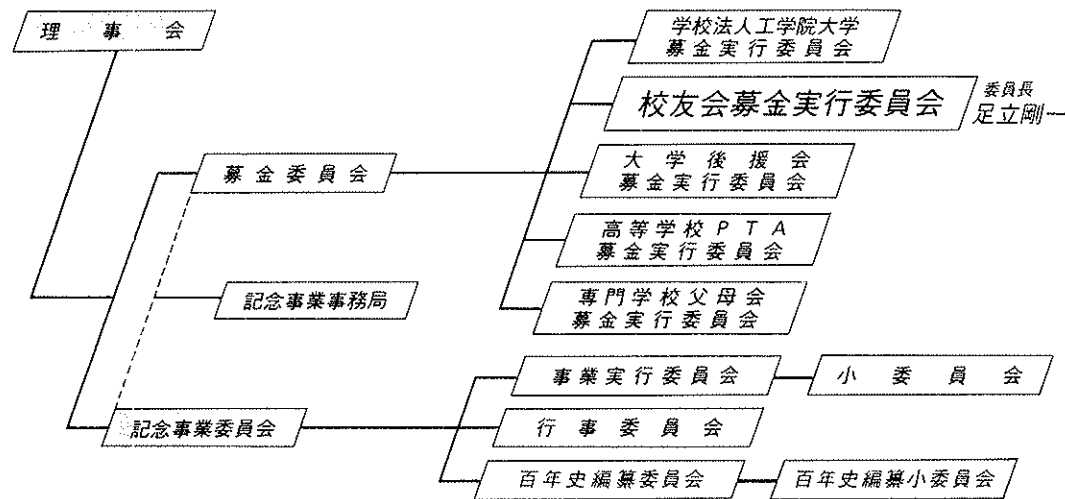 理事会
学校法人工学院大学
募金実行委員会
校友会募金実行委員会
委員長
足立剛一
募金委員会
大学後援会
募金実行委員会
高等学校PTA
募金実行委員会
記念事業事務局
専門学校父母会
募金実行委員会
事業実行委員会
小委員会
記念事業委員会
行事委員会
百年史編纂委員会
百年史編纂小委員会